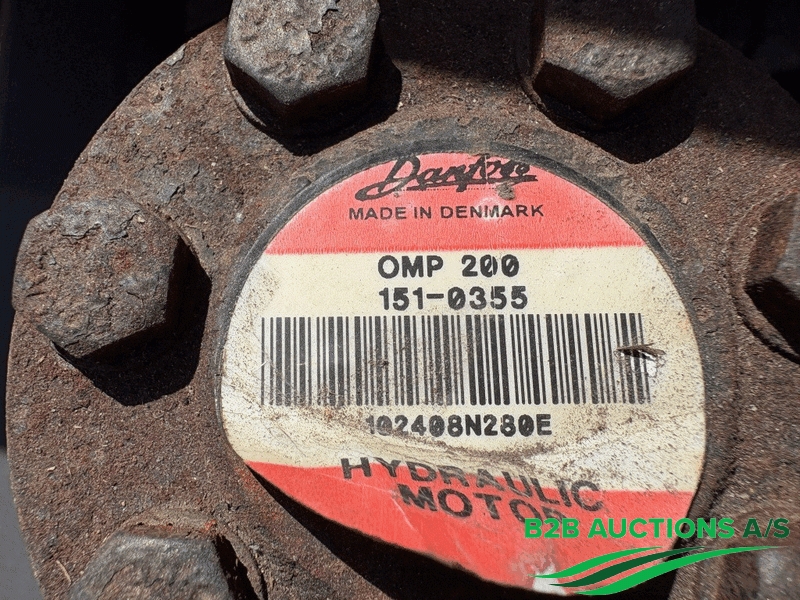 Danfoss
MADE IN DENMARK
OMP 200
151-0355
102408N280E
HYDRAULIC
MOTOR
B2B AUCTIONS A/S